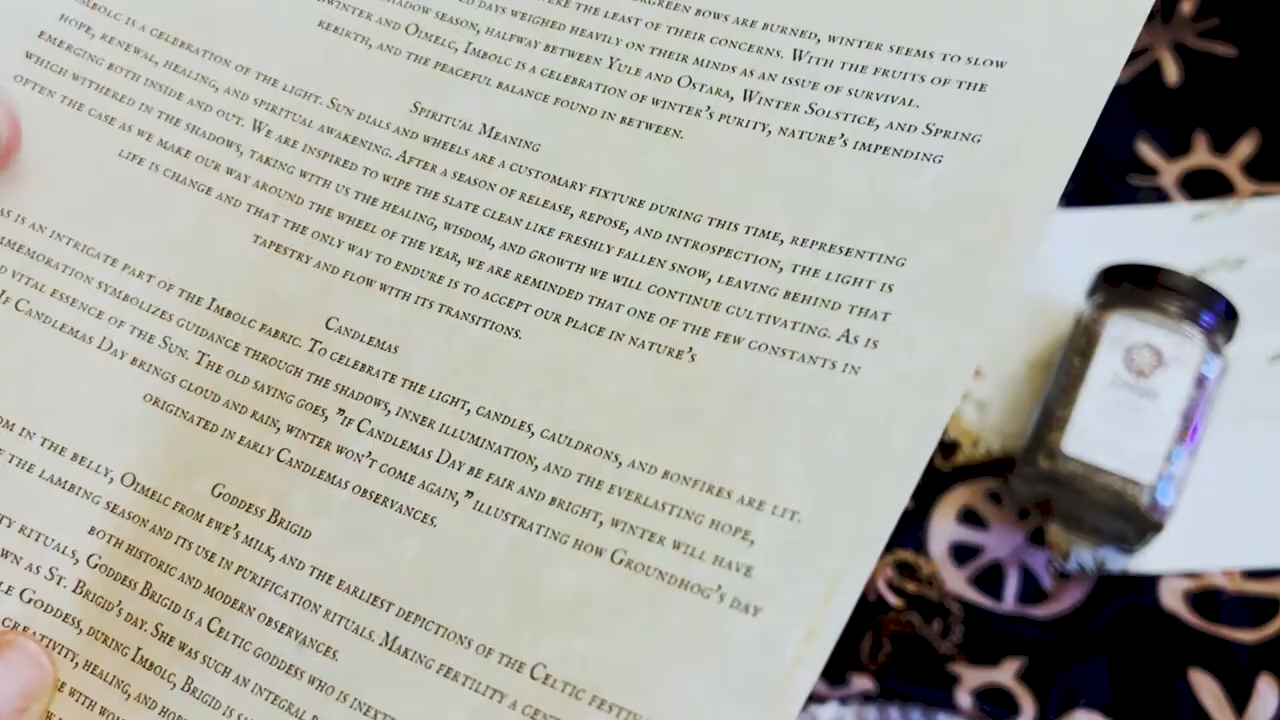 GREEN BOWS ARE BURNED, WINTER SEEMS TO SLOW
THE LEAST OF THEIR CONCERNS. WITH THE FRUITS OF THE
DAYS WEIGHED HEAVILY ON THEIR MINDS AS AN ISSUE OF SURVIVAL.
SEASON, HALFWAY BETWEEN YULE AND OSTARA, WINTER SOLSTICE, AND SPRING
WINTER AND OIMELC, IMBOLC IS A CELEBRATION OF WINTER'S PURITY, NATURE'S IMPENDING
REBIRTH, AND THE PEACEFUL BALANCE FOUND IN BETWEEN.
SPIRITUAL MEANING
IMBOLC IS A CELEBRATION OF THE LIGHT. SUN DIALS AND WHEELS ARE A CUSTOMARY FIXTURE DURING THIS TIME, REPRESENTING
HOPE, RENEWAL, HEALING, AND SPIRITUAL AWAKENING. AFTER A SEASON OF RELEASE, REPOSE, AND INTROSPECTION, THE LIGHT IS
EMERGING BOTH INSIDE AND OUT. WE ARE INSPIRED TO WIPE THE SLATE CLEAN LIKE FRESHLY FALLEN SNOW, LEAVING BEHIND THAT
WHICH WITHERED IN THE SHADOWS, TAKING WITH US THE HEALING, WISDOM, AND GROWTH WE WILL CONTINUE CULTIVATING. AS IS
OFTEN THE CASE AS WE MAKE OUR WAY AROUND THE WHEEL OF THE YEAR, WE ARE REMINDED THAT ONE OF THE FEW CONSTANTS IN
LIFE IS CHANGE AND THAT THE ONLY WAY TO ENDURE IS TO ACCEPT OUR PLACE IN NATURE'S
TAPESTRY AND FLOW WITH ITS TRANSITIONS.
CANDLEMAS
AS IS AN INTRICATE PART OF THE IMBOLC FABRIC. TO CELEBRATE THE LIGHT, CANDLES, CAULDRONS, AND BONFIRES ARE LIT.
MMEMORATION SYMBOLIZES GUIDANCE THROUGH THE SHADOWS, INNER ILLUMINATION, AND THE EVERLASTING HOPE,
VITAL ESSENCE OF THE SUN. THE OLD SAYING GOES, "IF CANDLEMAS DAY BE FAIR AND BRIGHT, WINTER WILL HAVE
IF CANDLEMAS DAY BRINGS CLOUD AND RAIN, WINTER WON'T COME AGAIN," ILLUSTRATING HOW GROUNDHOG'S DAY
ORIGINATED IN EARLY CANDLEMAS OBSERVANCES.
GODDESS BRIGID
OM IN THE BELLY, OIMELC FROM EWE'S MILK, AND THE EARLIEST DEPICTIONS OF THE CELTIC FESTIV
THE LAMBING SEASON AND ITS USE IN PURIFICATION RITUALS. MAKING FERTILITY A CENT
BOTH HISTORIC AND MODERN OBSERVANCES.
TY RITUALS, GODDESS BRIGID IS A CELTIC GODDESS WHO IS INEXT
WN AS ST. BRIGID'S DAY. SHE WAS SUCH AN INTEGRAL P
LE GODDESS, DURING IMBOLC, BRIGID IS SA
CREATIVITY, HEALING, AND HOP
WITH WOM